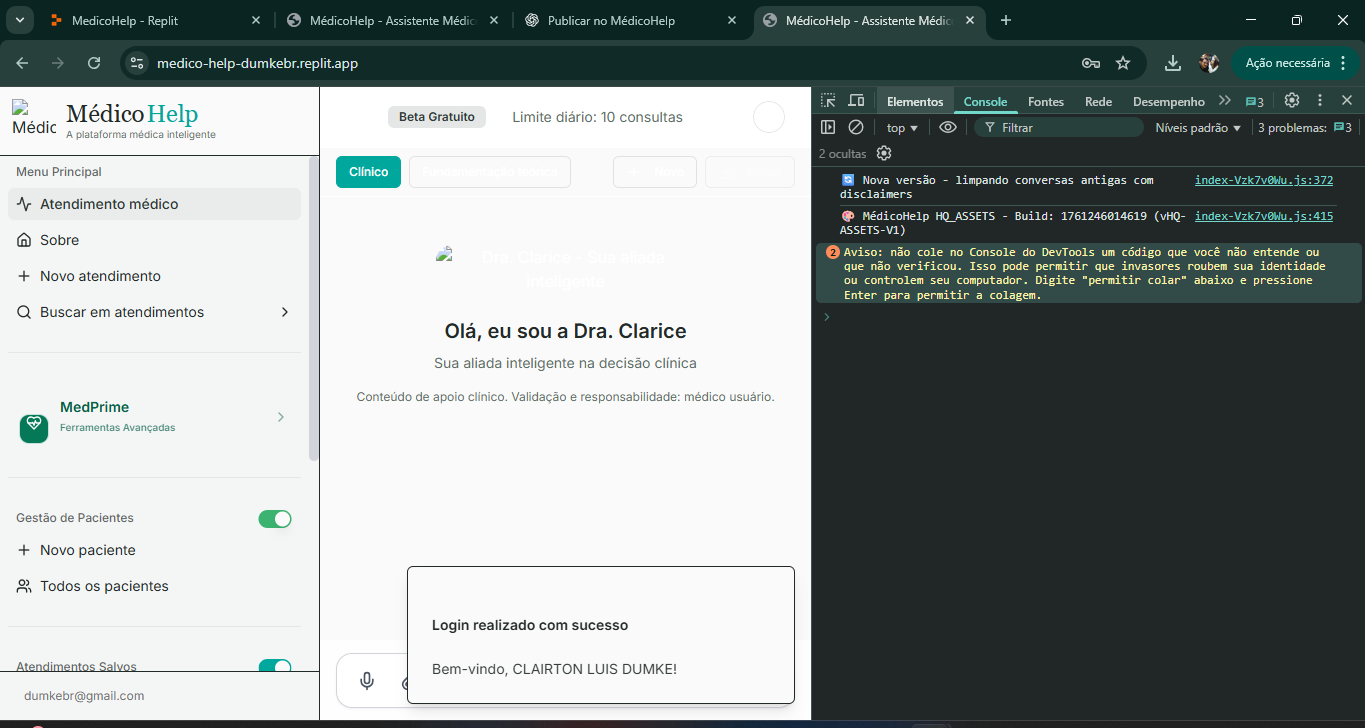 MédicoHelp - Replit
MédicoHelp - Assistente Médic
Publicar no MédicoHelp
MédicoHelp - Assistente Médic
medico-help-dumkebr.replit.app
Ação necessária
Médic
Médico Help
A plataforma médica inteligente
Menu Principal
Atendimento médico
Sobre
Novo atendimento
Buscar em atendimentos
MedPrime
Ferramentas Avançadas
Gestão de Pacientes
Novo paciente
Todos os pacientes
Atendimentos Salvos
dumkebr@gmail.com
Beta Gratuito
Limite diário: 10 consultas
Clínico
Dra. Clarice – Sua aliada
inteligente
Olá, eu sou a Dra. Clarice
Sua aliada inteligente na decisão clínica
Conteúdo de apoio clínico. Validação e responsabilidade: médico usuário.
Login realizado com sucesso
Bem-vindo, CLAIRTON LUIS DUMKE!
Elementos
Console
Fontes
Rede
Desempenho
3
top
Filtrar
Níveis padrão
3 problemas:
3
2 ocultas
Nova versão - limpando conversas antigas com index-Vzk7v0Wu.js:372
disclaimers
MédicoHelp HQ_ASSETS - Build: 1761246014619 (vHQ- index-Vzk7v0Wu.js:415
ASSETS-V1)
2 Aviso: não cole no Console do DevTools um código que você não entende ou
que não verificou. Isso pode permitir que invasores roubem sua identidade
ou controlem seu computador. Digite "permitir colar" abaixo e pressione
Enter para permitir a colagem.